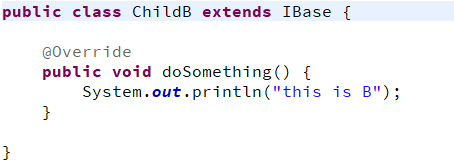 public class ChildB extends IBase {
@Override
public void doSomething() {
System.out.println("this is B");
}
}